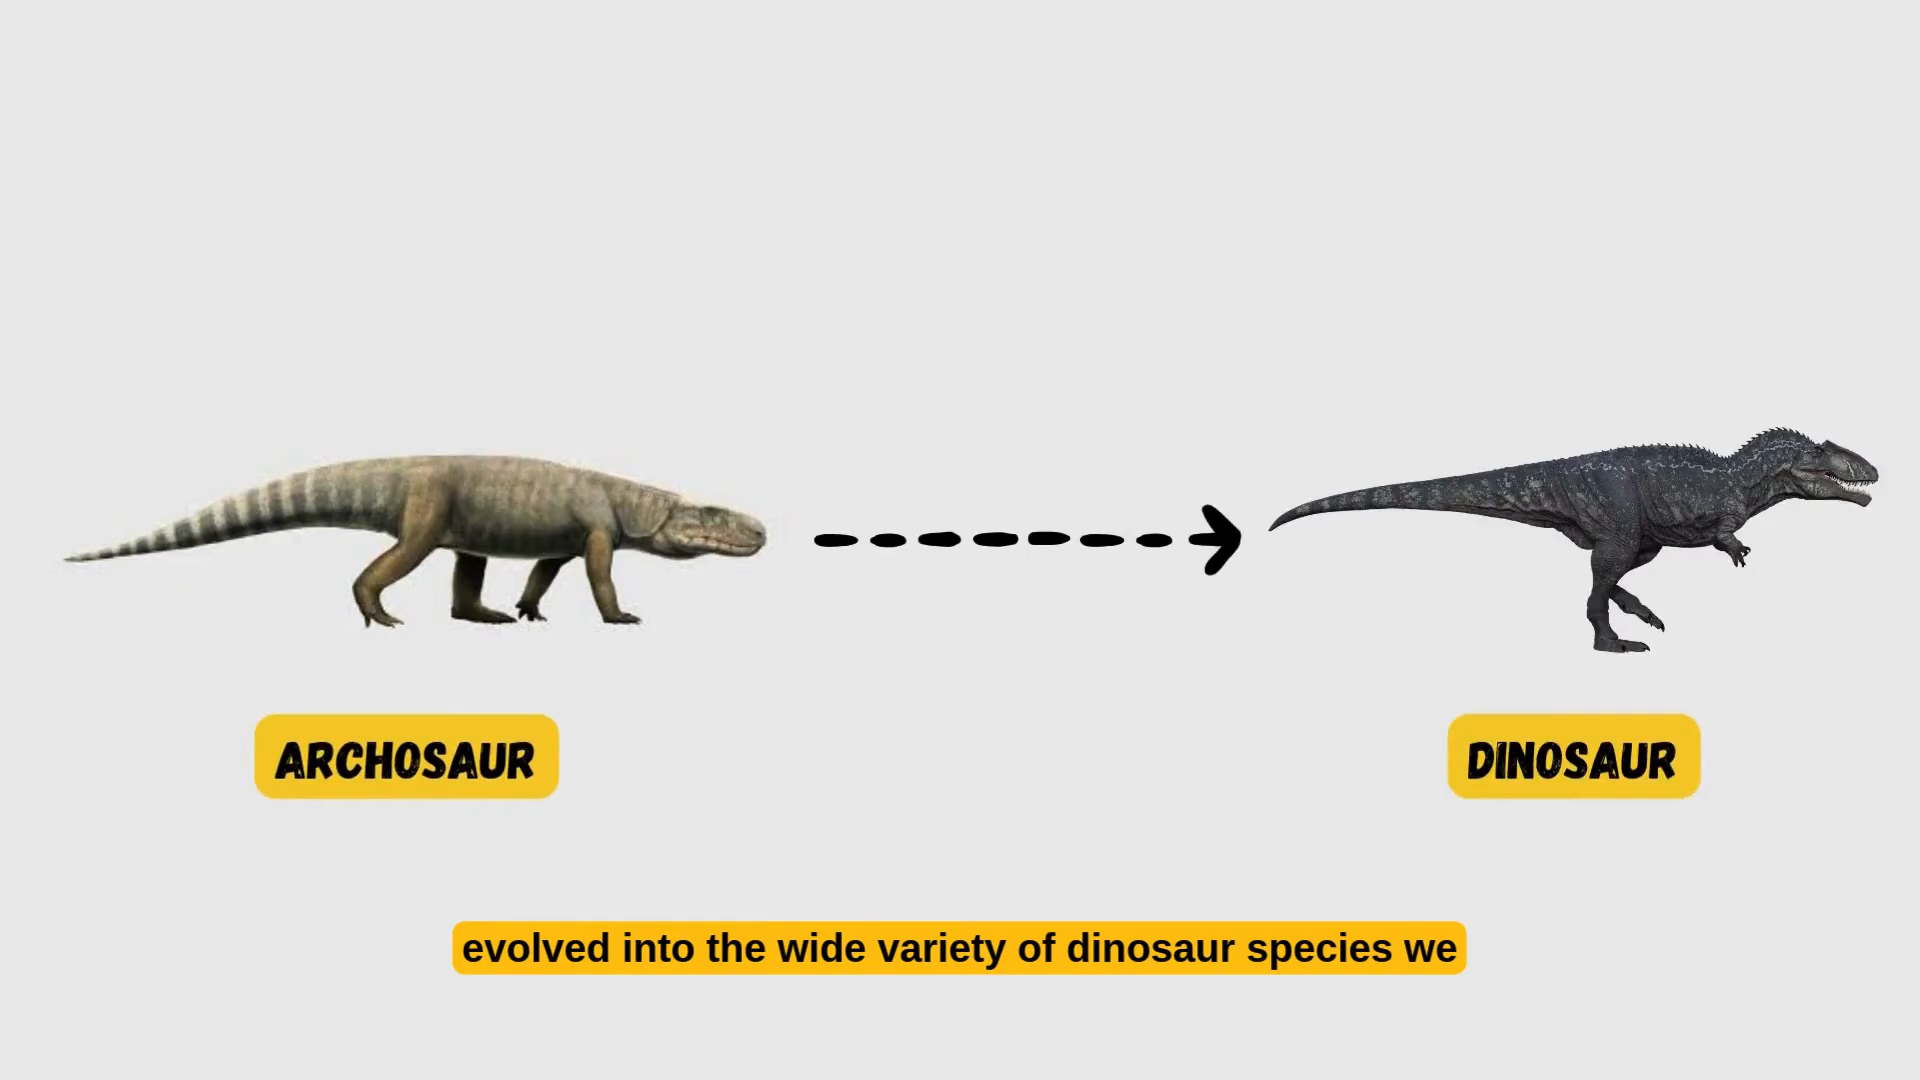 ARCHOSAUR
DINOSAUR
evolved into the wide variety of dinosaur species we